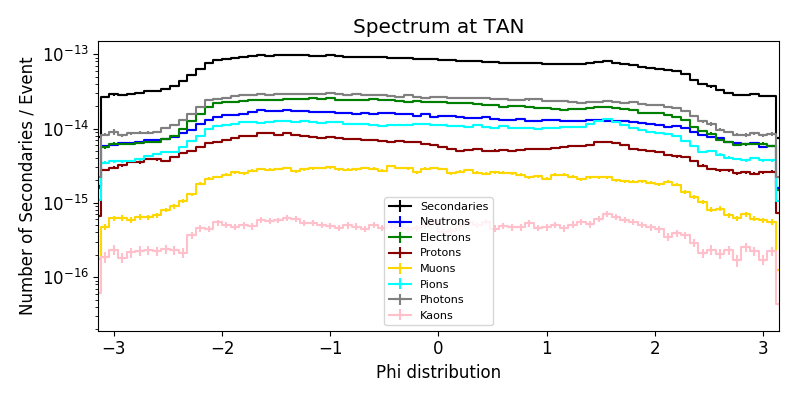 Spectrum at TAN
Number of Secondaries / Event
10⁻¹³
10⁻¹⁴
10⁻¹⁵
10⁻¹⁶
Secondaries
Neutrons
Electrons
Protons
Muons
Pions
Photons
Kaons
−3 −2 −1 0 1 2 3
Phi distribution